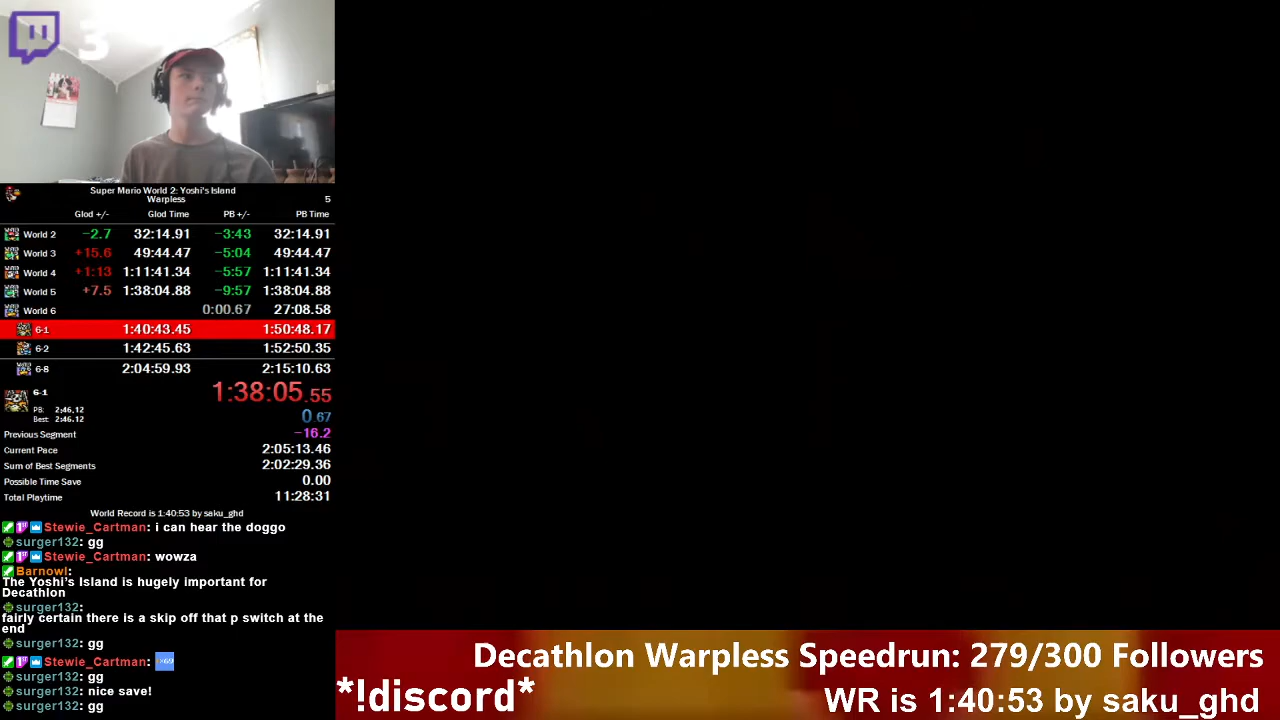 3
Super Mario World 2: Yoshi's Island
Warpless 5
Glod +/- Glod Time PB +/- PB Time
World 2 −2.7 32:14.91 −3:43 32:14.91
World 3 +15.6 49:44.47 −5:04 49:44.47
World 4 +1:13 1:11:41.34 −5:57 1:11:41.34
World 5 +7.5 1:38:04.88 −9:57 1:38:04.88
World 6 0:00.67 27:08.58
6-1 1:40:43.45 1:50:48.17
6-2 1:42:45.63 1:52:50.35
6-8 2:04:59.93 2:15:10.63
6-1 1:38:05.55
PB: 2:46.12 0.67
Best: 2:46.12
Previous Segment −16.2
Current Pace 2:05:13.46
Sum of Best Segments 2:02:29.36
Possible Time Save 0.00
Total Playtime 11:28:31
World Record is 1:40:53 by saku_ghd
Stewie_Cartman: i can hear the doggo
surger132: gg
Stewie_Cartman: wowza
Barnowl:
The Yoshi's Island is hugely important for
Decathlon
surger132:
fairly certain there is a skip off that p switch at the
end
surger132: gg
Stewie_Cartman:
surger132: gg
surger132: nice save!
surger132: gg
Decathlon Warpless Speedrun: 279/300 Followers
*!discord* WR is 1:40:53 by saku_ghd